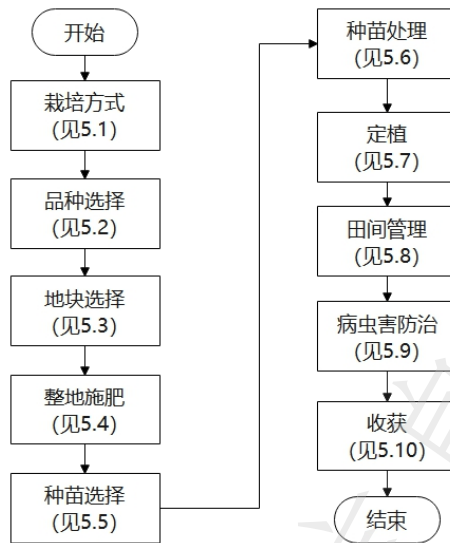 开始
栽培方式
（见5.1）
品种选择
（见5.2）
地块选择
（见5.3）
整地施肥
（见5.4）
种苗选择
（见5.5）
种苗处理
（见5.6）
定植
（见5.7）
田间管理
（见5.8）
病虫害防治
（见5.9）
收获
（见5.10）
结束